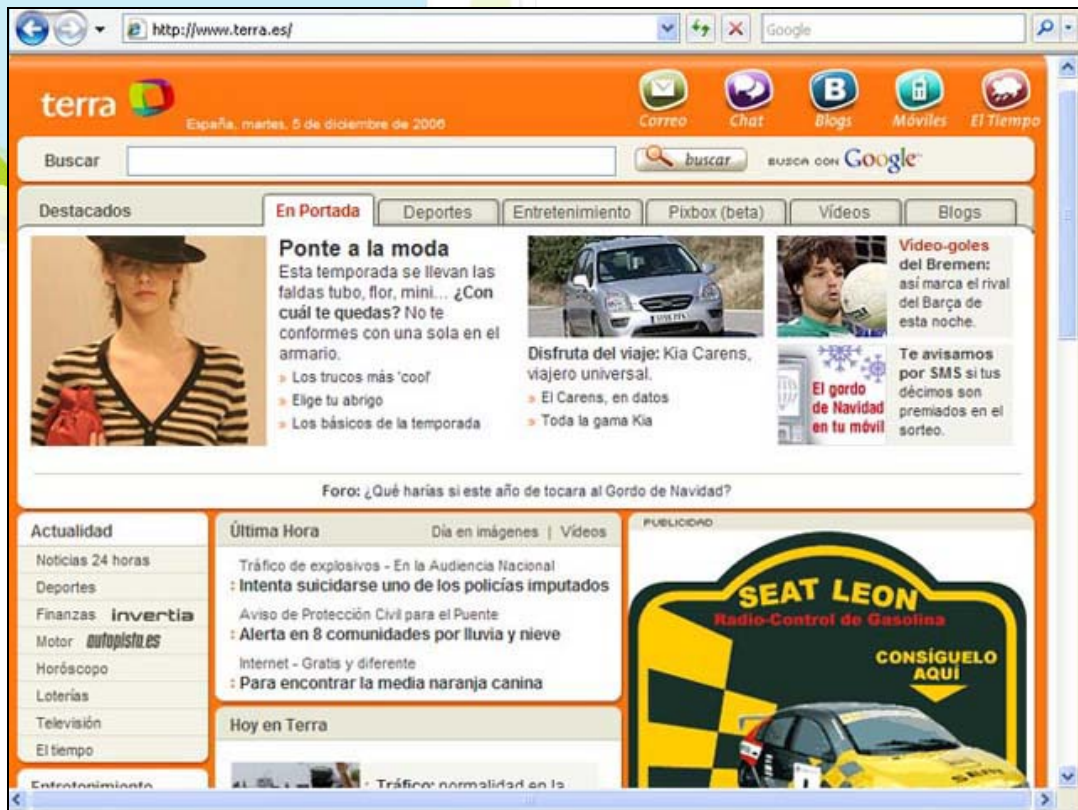 http://www.terra.es/
Google
terra
España, martes, 5 de diciembre de 2006
Correo
Chat
Blogs
Móviles
El Tiempo
Buscar
buscar
BUSCA CON Google
Destacados
En Portada
Deportes
Entretenimiento
Pixbox (beta)
Vídeos
Blogs
Ponte a la moda
Esta temporada se llevan las
faldas tubo, flor, mini... ¿Con
cuál te quedas? No te
conformes con una sola en el
armario.
» Los trucos más 'cool'
» Elige tu abrigo
» Los básicos de la temporada
Disfruta del viaje: Kia Carens,
viajero universal.
» El Carens, en datos
» Toda la gama Kia
Vídeo-goles
del Bremen:
así marca el rival
del Barça de
esta noche.
El gordo
de Navidad
en tu móvil
Te avisamos
por SMS si tus
décimos son
premiados en el
sorteo.
Foro: ¿Qué harías si este año de tocara al Gordo de Navidad?
Actualidad
Noticias 24 horas
Deportes
Finanzas invertia
Motor autopista.es
Horóscopo
Loterías
Televisión
El tiempo
Entretenimiento
Última Hora
Día en imágenes | Vídeos
Tráfico de explosivos - En la Audiencia Nacional
: Intenta suicidarse uno de los policías imputados
Aviso de Protección Civil para el Puente
: Alerta en 8 comunidades por lluvia y nieve
Internet - Gratis y diferente
: Para encontrar la media naranja canina
Hoy en Terra
: Tráfico: normalidad en la
PUBLICIDAD
SEAT LEON
Radio-Control de Gasolina
CONSÍGUELO
AQUÍ
SEAT